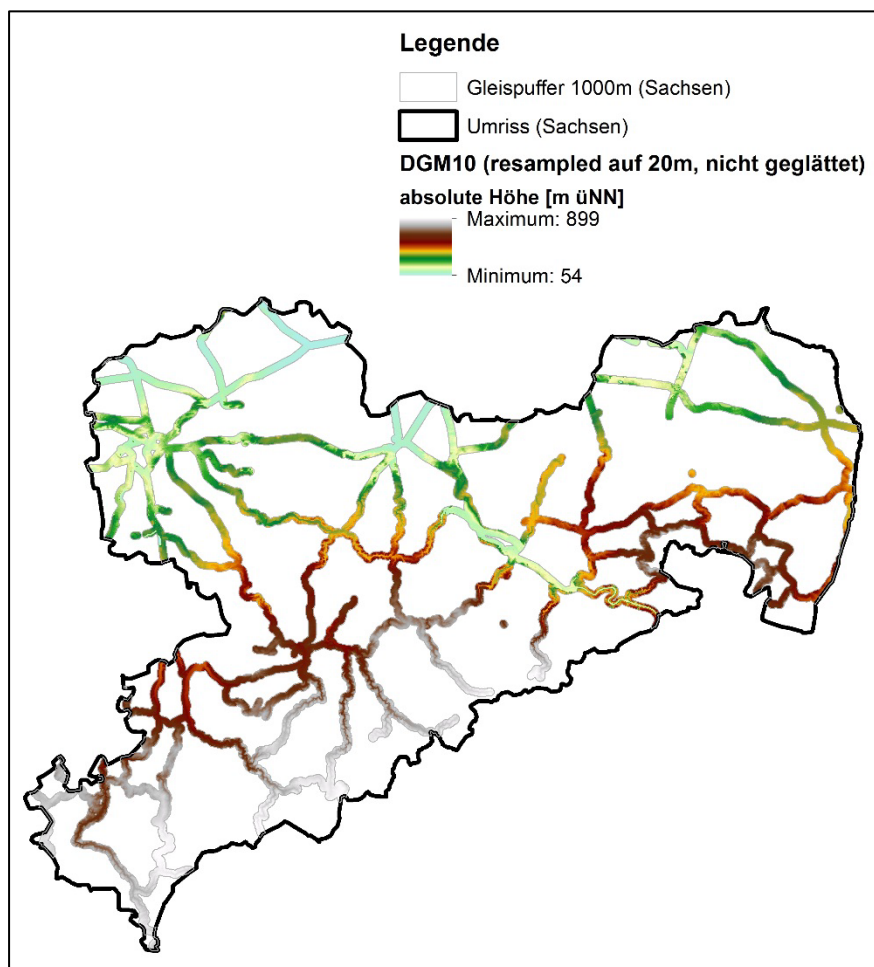 Legende
Gleispuffer 1000m (Sachsen)
Umriss (Sachsen)
DGM10 (resampled auf 20m, nicht geglättet)
absolute Höhe [m üNN]
Maximum: 899
Minimum: 54